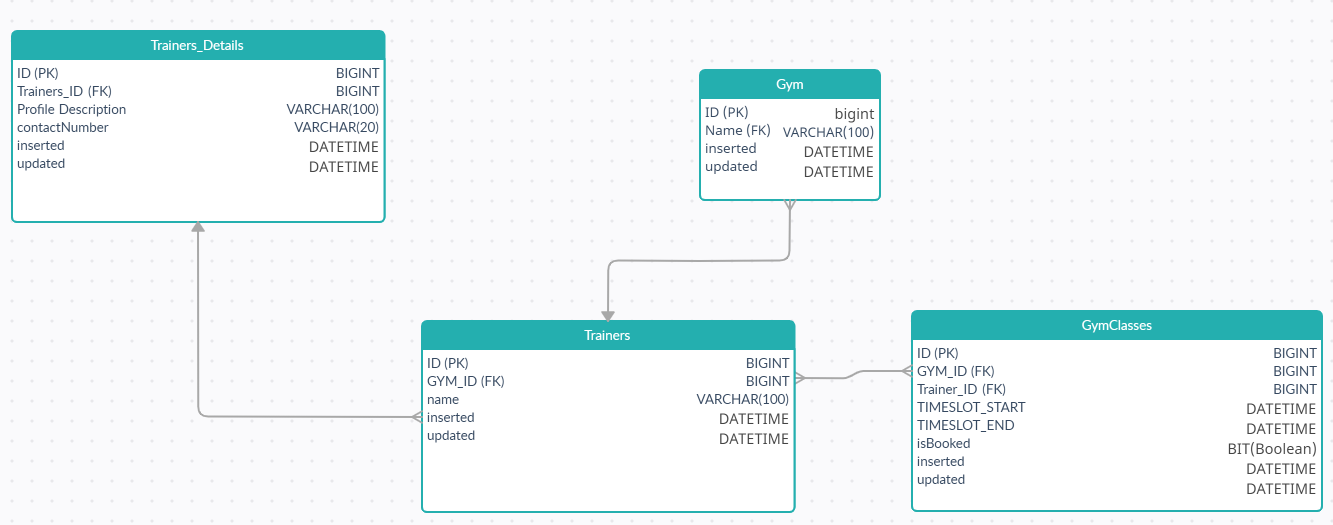 Trainers_Details
ID (PK) BIGINT
Trainers_ID (FK) BIGINT
Profile Description VARCHAR(100)
contactNumber VARCHAR(20)
inserted DATETIME
updated DATETIME
Gym
ID (PK) bigint
Name (FK) VARCHAR(100)
inserted DATETIME
updated DATETIME
Trainers
ID (PK) BIGINT
GYM_ID (FK) BIGINT
name VARCHAR(100)
inserted DATETIME
updated DATETIME
GymClasses
ID (PK) BIGINT
GYM_ID (FK) BIGINT
Trainer_ID (FK) BIGINT
TIMESLOT_START DATETIME
TIMESLOT_END DATETIME
isBooked BIT(Boolean)
inserted DATETIME
updated DATETIME